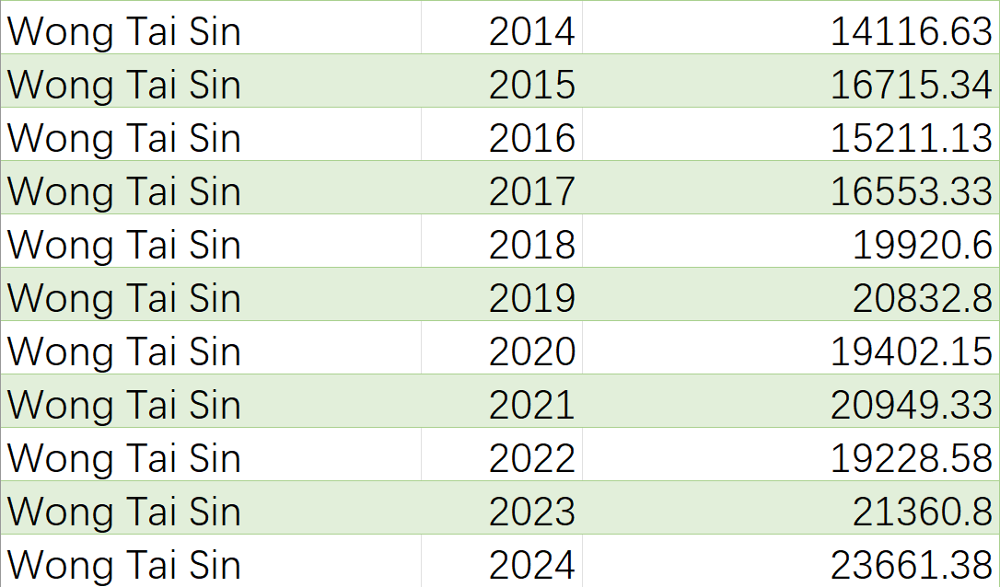 Wong Tai Sin 2014 14116.63
Wong Tai Sin 2015 16715.34
Wong Tai Sin 2016 15211.13
Wong Tai Sin 2017 16553.33
Wong Tai Sin 2018 19920.6
Wong Tai Sin 2019 20832.8
Wong Tai Sin 2020 19402.15
Wong Tai Sin 2021 20949.33
Wong Tai Sin 2022 19228.58
Wong Tai Sin 2023 21360.8
Wong Tai Sin 2024 23661.38